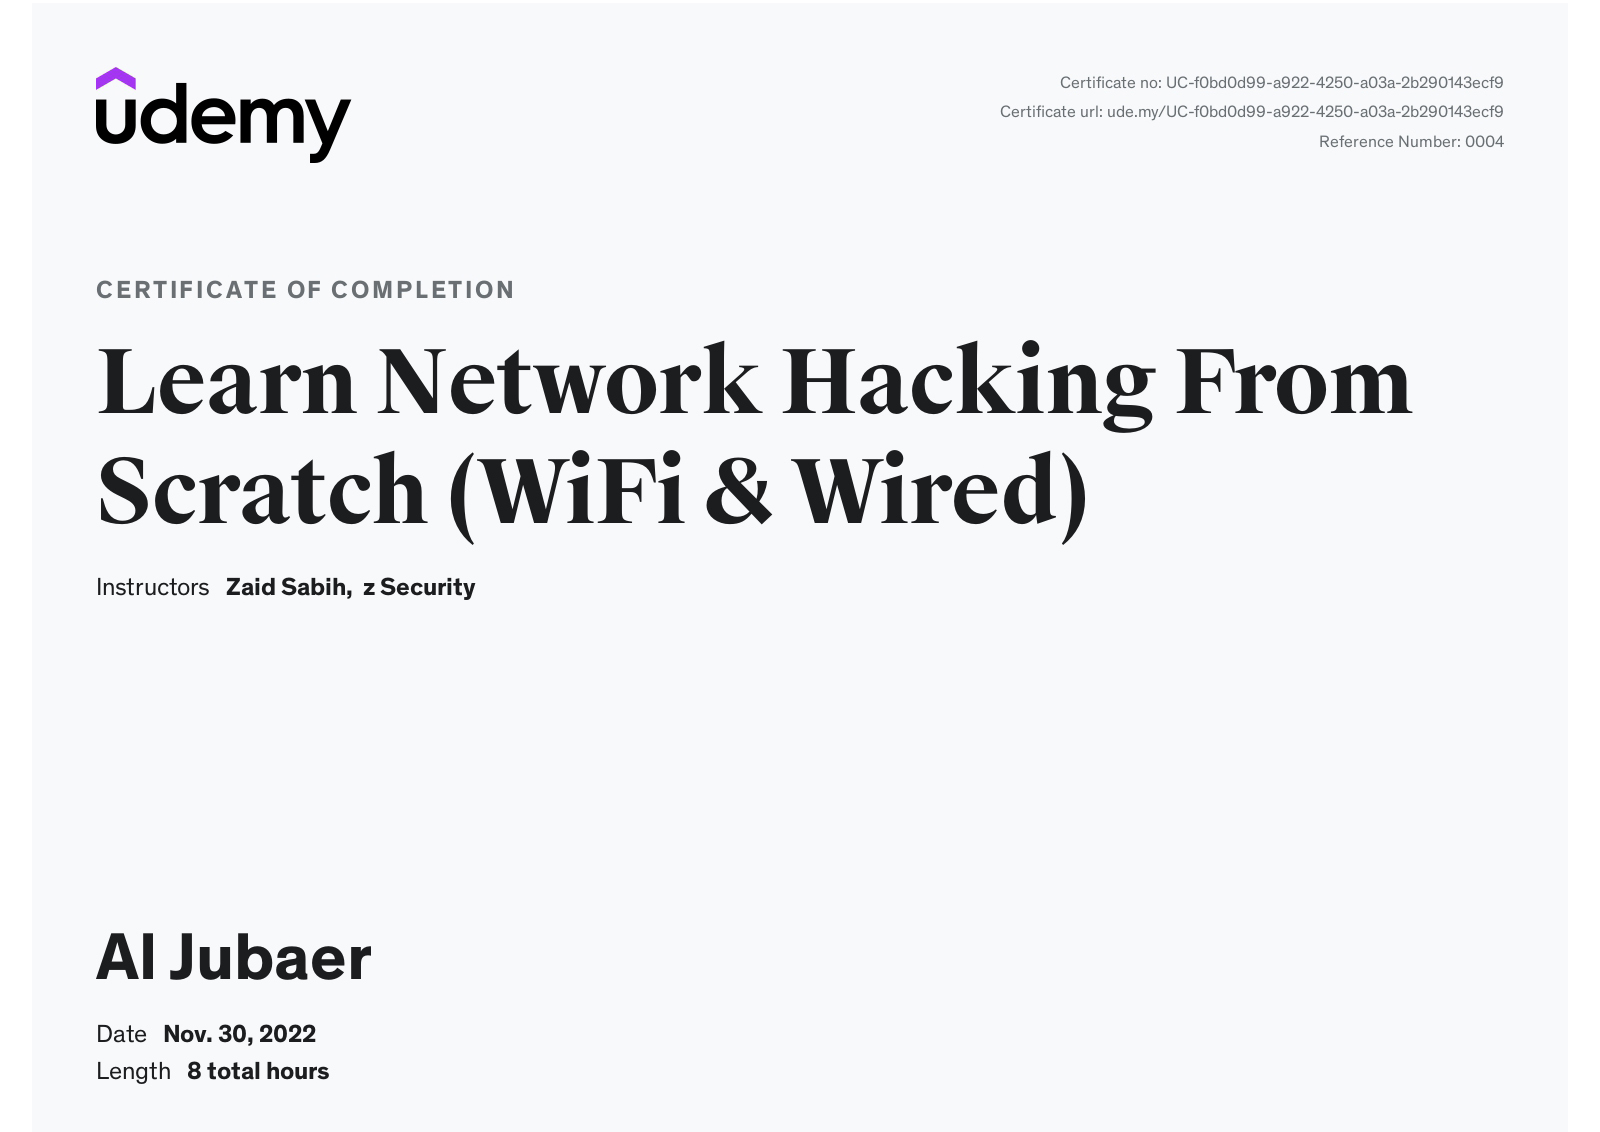 udemy
Certificate no: UC-f0bd0d99-a922-4250-a03a-2b290143ecf9
Certificate url: ude.my/UC-f0bd0d99-a922-4250-a03a-2b290143ecf9
Reference Number: 0004
CERTIFICATE OF COMPLETION
Learn Network Hacking From
Scratch (WiFi & Wired)
Instructors Zaid Sabih, z Security
Al Jubaer
Date Nov. 30, 2022
Length 8 total hours